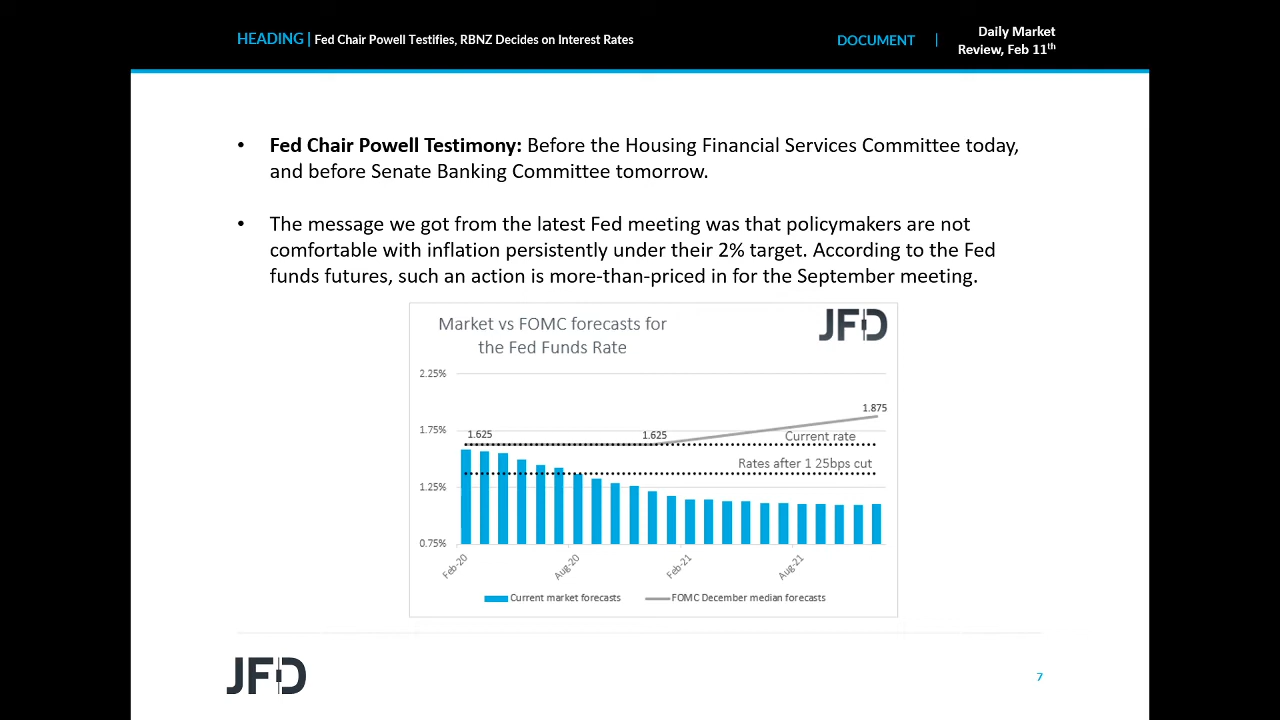 HEADING | Fed Chair Powell Testifies, RBNZ Decides on Interest Rates
DOCUMENT | Daily Market
Review, Feb 11th
• Fed Chair Powell Testimony: Before the Housing Financial Services Committee today,
and before Senate Banking Committee tomorrow.
• The message we got from the latest Fed meeting was that policymakers are not
comfortable with inflation persistently under their 2% target. According to the Fed
funds futures, such an action is more-than-priced in for the September meeting.
Market vs FOMC forecasts for
the Fed Funds Rate
JFD
2.25%
1.875
1.75%
1.625
1.625
Current rate
Rates after 1 25bps cut
1.25%
0.75%
Feb-20
Aug-20
Feb-21
Aug-21
Current market forecasts
FOMC December median forecasts
JFD
7